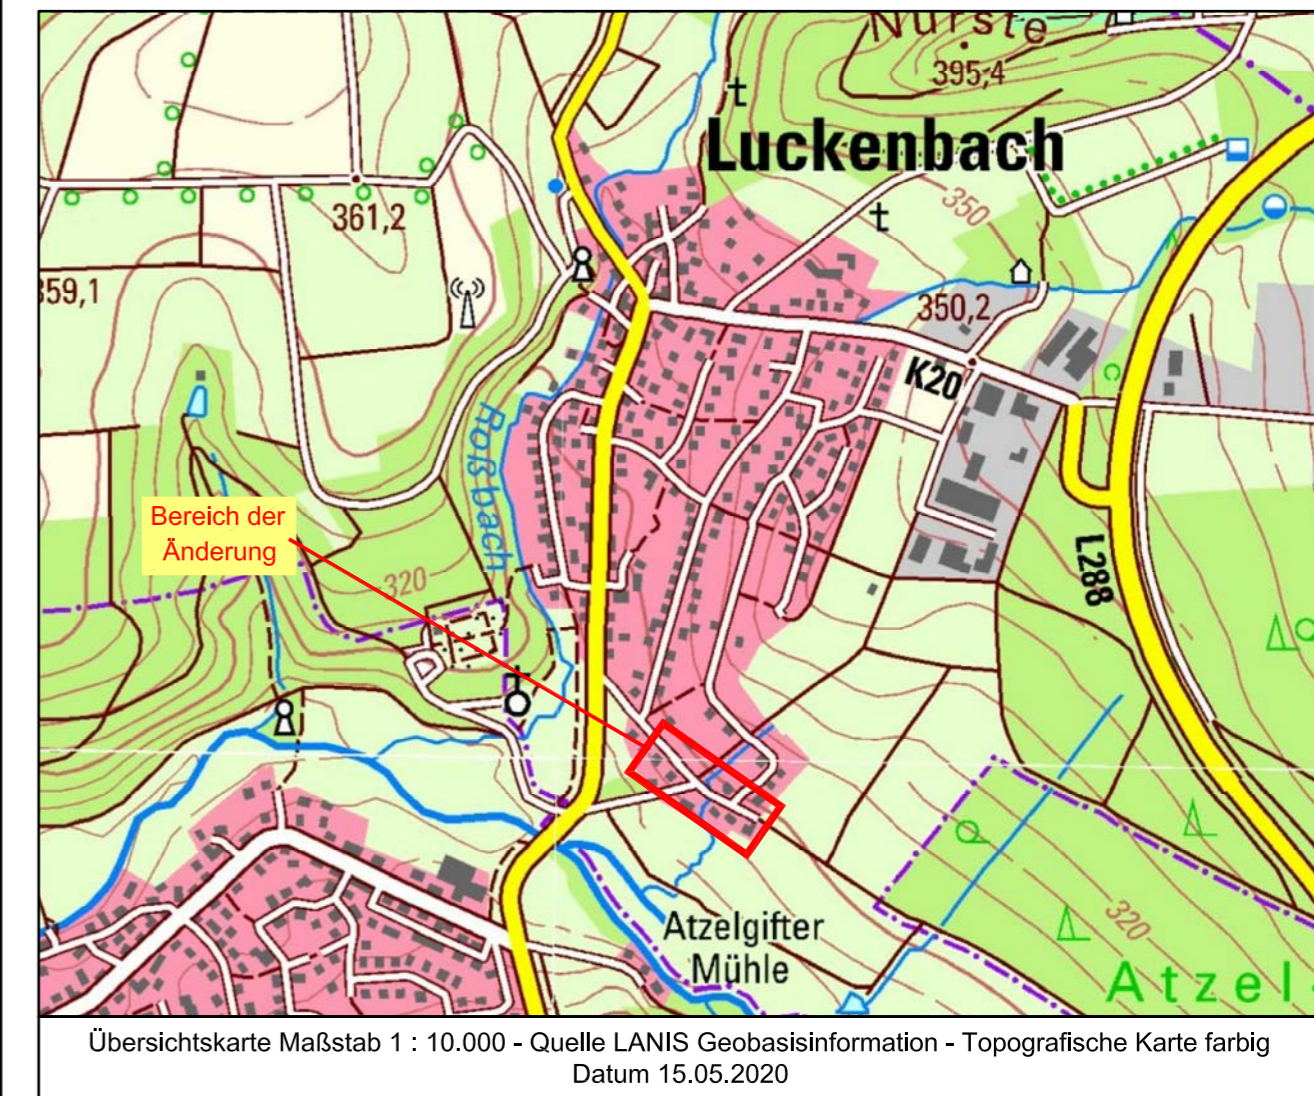 Nurste
395,4
Luckenbach
361,2
350
359,1
350,2
K20
Roßbach
Bereich der
Änderung
320
L288
Atzelgifter
Mühle
320
Atzel-
Übersichtskarte Maßstab 1 : 10.000 - Quelle LANIS Geobasisinformation - Topografische Karte farbig
Datum 15.05.2020